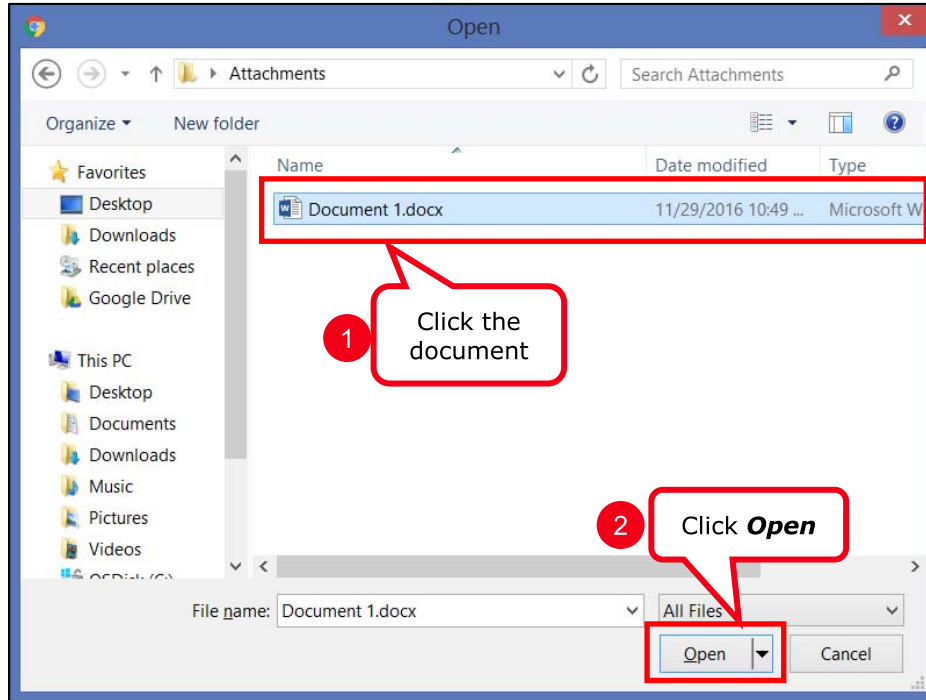 Open
Attachments
Search Attachments
Organize
New folder
Name
Date modified
Type
Favorites
Desktop
Downloads
Recent places
Google Drive
This PC
Desktop
Documents
Downloads
Music
Pictures
Videos
Document 1.docx
11/29/2016 10:49 ...
Microsoft W
1
Click the
document
2
Click Open
File name:
Document 1.docx
All Files
Open
Cancel